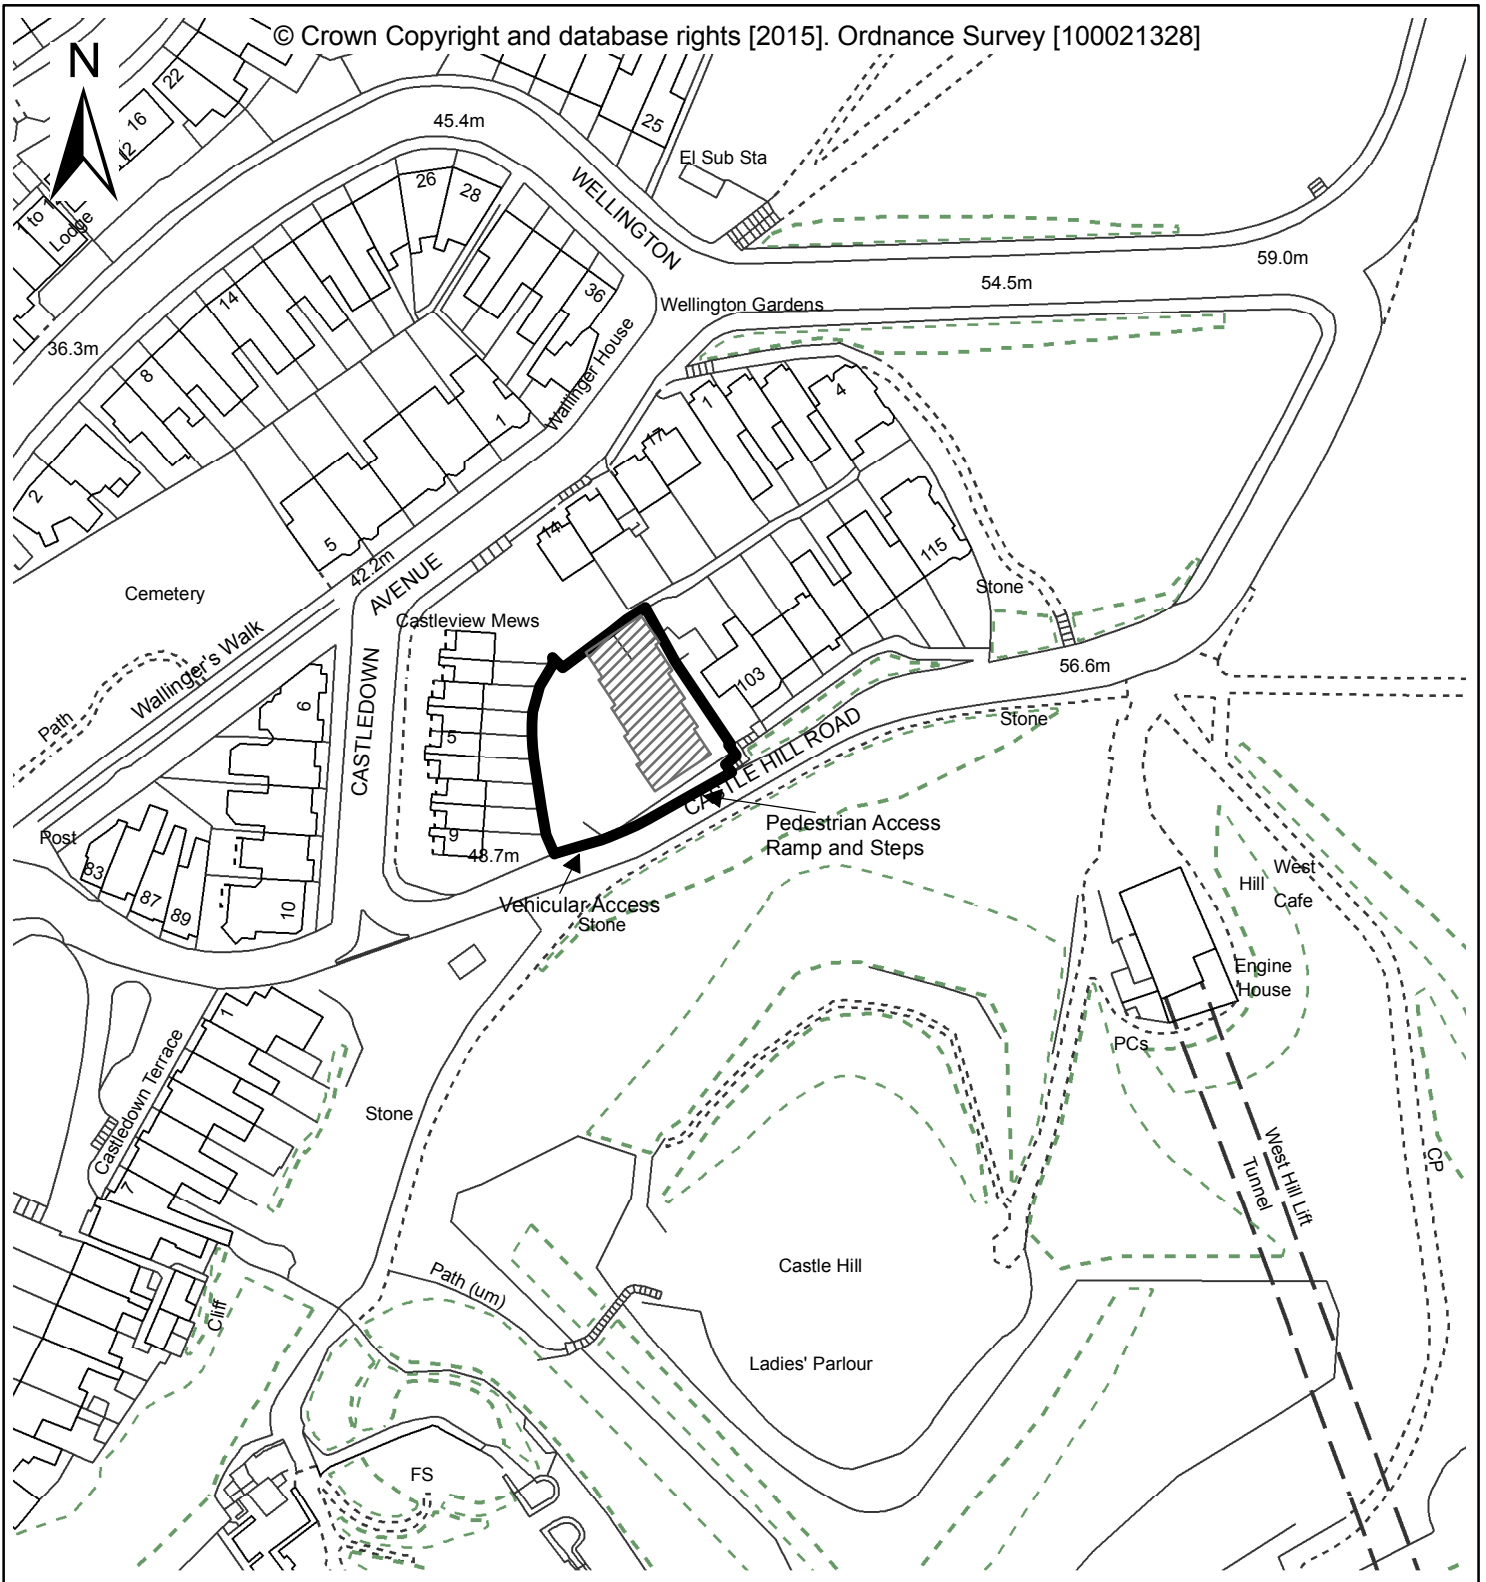 © Crown Copyright and database rights [2015]. Ordnance Survey [100021328]
N
22
16
12
45.4m
25
El Sub Sta
WELLINGTON
26
28
1 to
Lodge
59.0m
54.5m
36
Wellington Gardens
14
36.3m
8
Wallinger House
1
1
4
17
2
5
14
115
42.2m
AVENUE
Cemetery
Stone
Castleview Mews
Wallinger's Walk
56.6m
103
Path
6
CASTLEDOWN
5
CASTLE HILL ROAD
Stone
Pedestrian Access
Ramp and Steps
Post
9
48.7m
83
87
89
10
Vehicular Access
Stone
West
Hill
Cafe
Engine
House
1
PCs
Castledown Terrace
Stone
7
West Hill Lift
Tunnel
CP
Castle Hill
Path (um)
Cliff
Ladies' Parlour
FS